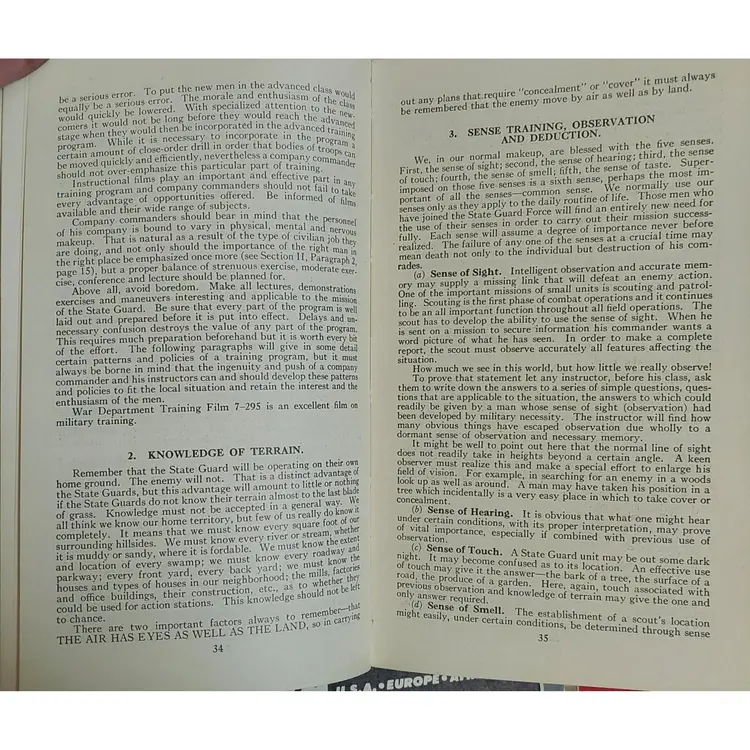 be a serious error. To put the new men in the advanced class would
equally be a serious error. The morale and enthusiasm of the class
would quickly be lowered. With specialized attention to the new-
comers it would not be long before they would reach the advanced
stage when they would then be incorporated in the advanced training
program. While it is necessary to incorporate in the program a
certain amount of close-order drill in order that bodies of troops can
be moved quickly and efficiently, nevertheless a company commander
should not over-emphasize this particular part of training.
Instructional films play an important and effective part in any
training program and company commanders should not fail to take
every advantage of opportunities offered. Be informed of films
available and their wide range of subjects.
Company commanders should bear in mind that the personnel
of his company is bound to vary in physical, mental and nervous
makeup. That is natural as a result of the type of civilian job they
are doing, and not only should the importance of the right man in
the right place be emphasized once more (see Section II, Paragraph 2,
page 15), but a proper balance of strenuous exercise, moderate exer-
cise, conference and lecture should be planned for.
Above all, avoid boredom. Make all lectures, demonstrations
exercises and maneuvers interesting and applicable to the mission
of the State Guard. Be sure that every part of the program is well
laid out and prepared before it is put into effect. Delays and un-
necessary confusion destroys the value of any part of the program.
This requires much preparation beforehand but it is worth every bit
of the effort. The following paragraphs will give in some detail
certain patterns and policies of a training program, but it must
always be borne in mind that the ingenuity and push of a company
commander and his instructors can and should develop these patterns
and policies to fit the local situation and retain the interest and the
enthusiasm of the men.
War Department Training Film 7-295 is an excellent film on
military training.
2. KNOWLEDGE OF TERRAIN.
Remember that the State Guard will be operating on their own
home ground. The enemy will not. That is a distinct advantage of
the State Guards, but this advantage will amount to little or nothing
if the State Guards do not know their terrain almost to the last blade
of grass. Knowledge must not be accepted in a general way. We
all think we know our home territory, but few of us really do know it
completely. It means that we must know every square foot of our
surrounding hillsides. We must know every river or stream, whether
it is muddy or sandy, where it is fordable. We must know the extent
and location of every swamp; we must know every roadway and
parkway; every front yard, every back yard; we must know the
houses and types of houses in our neighborhood; the mills, factories
and office buildings, their construction, etc., as to whether they
could be used for action stations. This knowledge should not be left
to chance.
There are two important factors always to remember—that
THE AIR HAS EYES AS WELL AS THE LAND, so in carrying
34
out any plans that require "concealment" or "cover" it must always
be remembered that the enemy move by air as well as by land.
3. SENSE TRAINING, OBSERVATION
AND DEDUCTION.
We, in our normal makeup, are blessed with the five senses.
First, the sense of sight; second, the sense of hearing; third, the sense
of touch; fourth, the sense of smell; fifth, the sense of taste. Super-
imposed on those five senses is a sixth sense, perhaps the most im-
portant of all the senses—common sense. We normally use our
senses only as they apply to the daily routine of life. Those men who
have joined the State Guard Force will find an entirely new need for
the use of their senses in order to carry out their mission success-
fully. Each sense will assume a degree of importance never before
realized. The failure of any one of the senses at a crucial time may
mean death not only to the individual but destruction of his com-
rades.
(a) Sense of Sight. Intelligent observation and accurate mem-
ory may supply a missing link that will defeat an enemy action.
One of the important missions of small units is scouting and patrol-
ling. Scouting is the first phase of combat operations and it continues
to be an all important function throughout all field operations. The
scout has to develop the ability to use the sense of sight. When he
is sent on a mission to secure information his commander wants a
word picture of what he has seen. In order to make a complete
report, the scout must observe accurately all features affecting the
situation.
How much we see in this world, but how little we really observe!
To prove that statement let any instructor, before his class, ask
them to write down the answers to a series of simple questions, ques-
tions that are applicable to the situation, the answers to which could
readily be given by a man whose sense of sight (observation) had
been developed by military necessity. The instructor will find how
many obvious things have escaped observation due wholly to a
dormant sense of observation and necessary memory.
It might be well to point out here that the normal line of sight
does not readily take in heights beyond a certain angle. A keen
observer must realize this and make a special effort to enlarge his
field of vision. For example, in searching for an enemy in a woods
look up as well as around. A man may have taken his position in a
tree which incidentally is a very easy place in which to take cover or
concealment.
(b) Sense of Hearing. It is obvious that what one might hear
under certain conditions, with its proper interpretation, may prove
of vital importance, especially if combined with previous use of
observation.
(c) Sense of Touch. A State Guard unit may be out some dark
night. It may become confused as to its location. An effective use
of touch may give it the answer—the bark of a tree, the surface of a
road, the produce of a garden. Here, again, touch associated with
previous observation and knowledge of terrain may give the one and
only answer required.
(d) Sense of Smell. The establishment of a scout's location
might easily, under certain conditions, be determined through sense
35
U.S.A. • EUROPE •